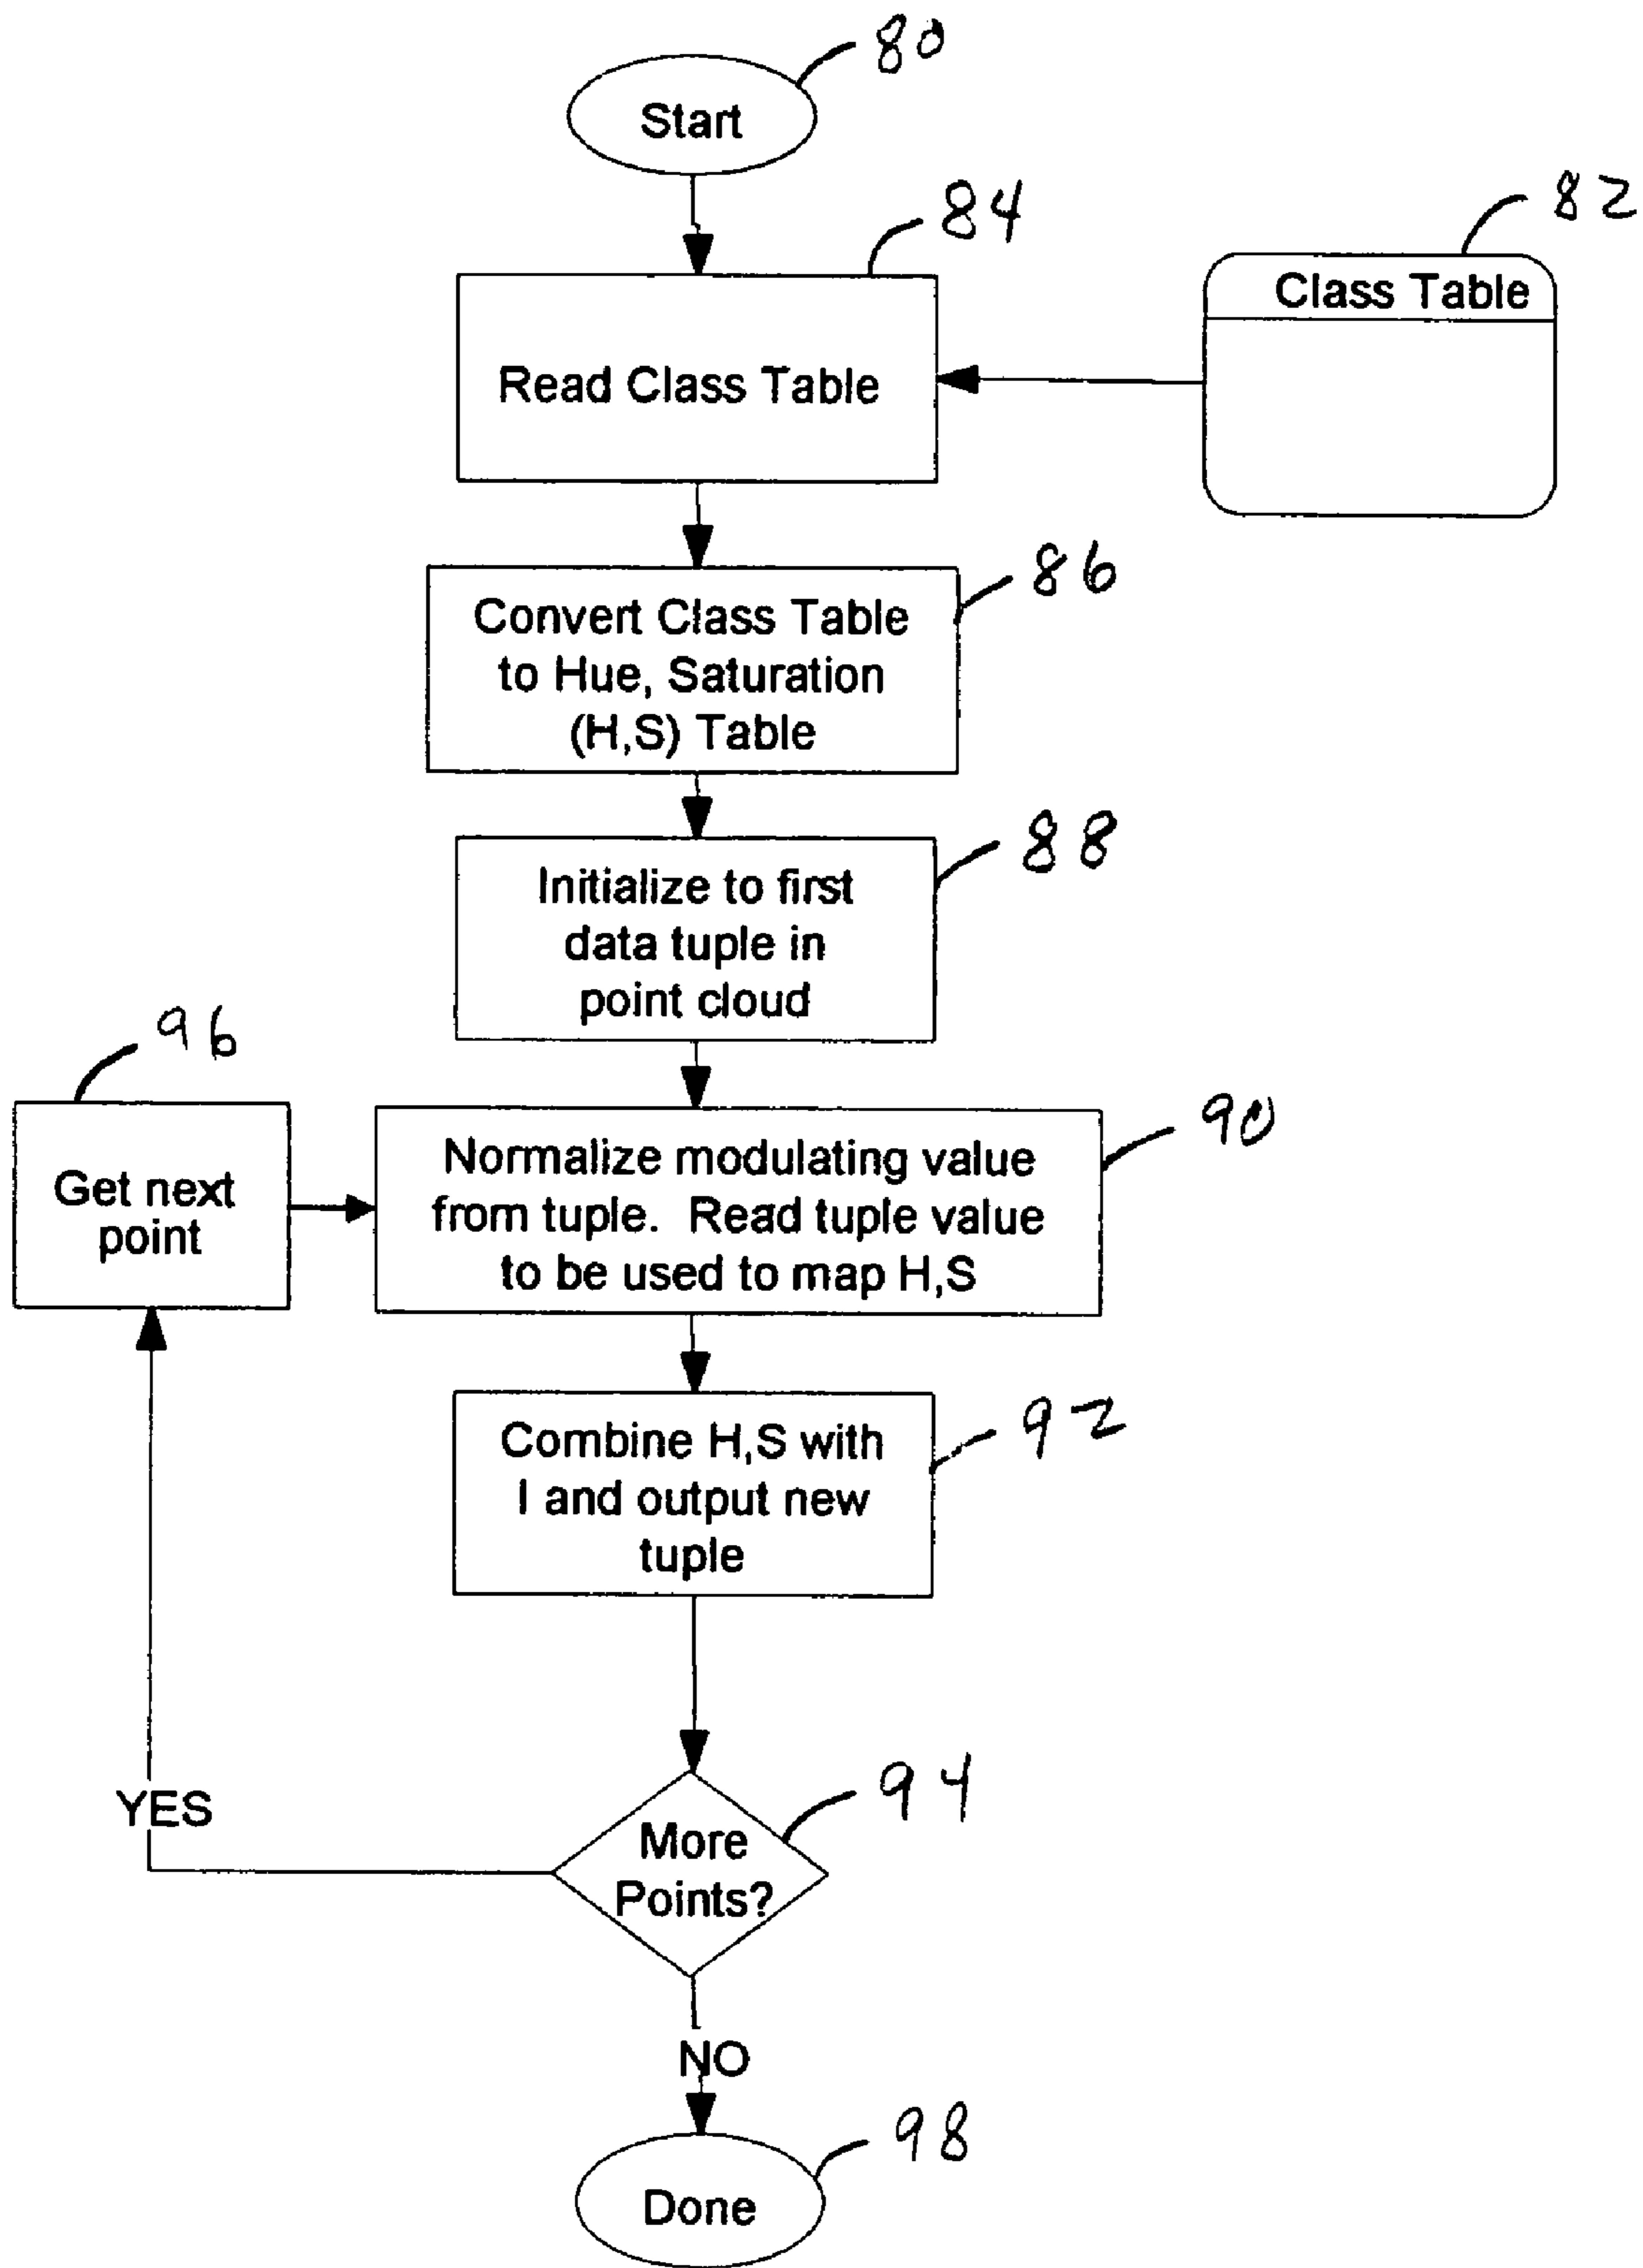 80
Start
84
82
Class Table
Read Class Table
86
Convert Class Table
to Hue, Saturation
(H,S) Table
88
Initialize to first
data tuple in
point cloud
96
Get next
point
90
Normalize modulating value
from tuple. Read tuple value
to be used to map H,S
92
Combine H,S with
I and output new
tuple
94
More
Points?
YES
NO
98
Done